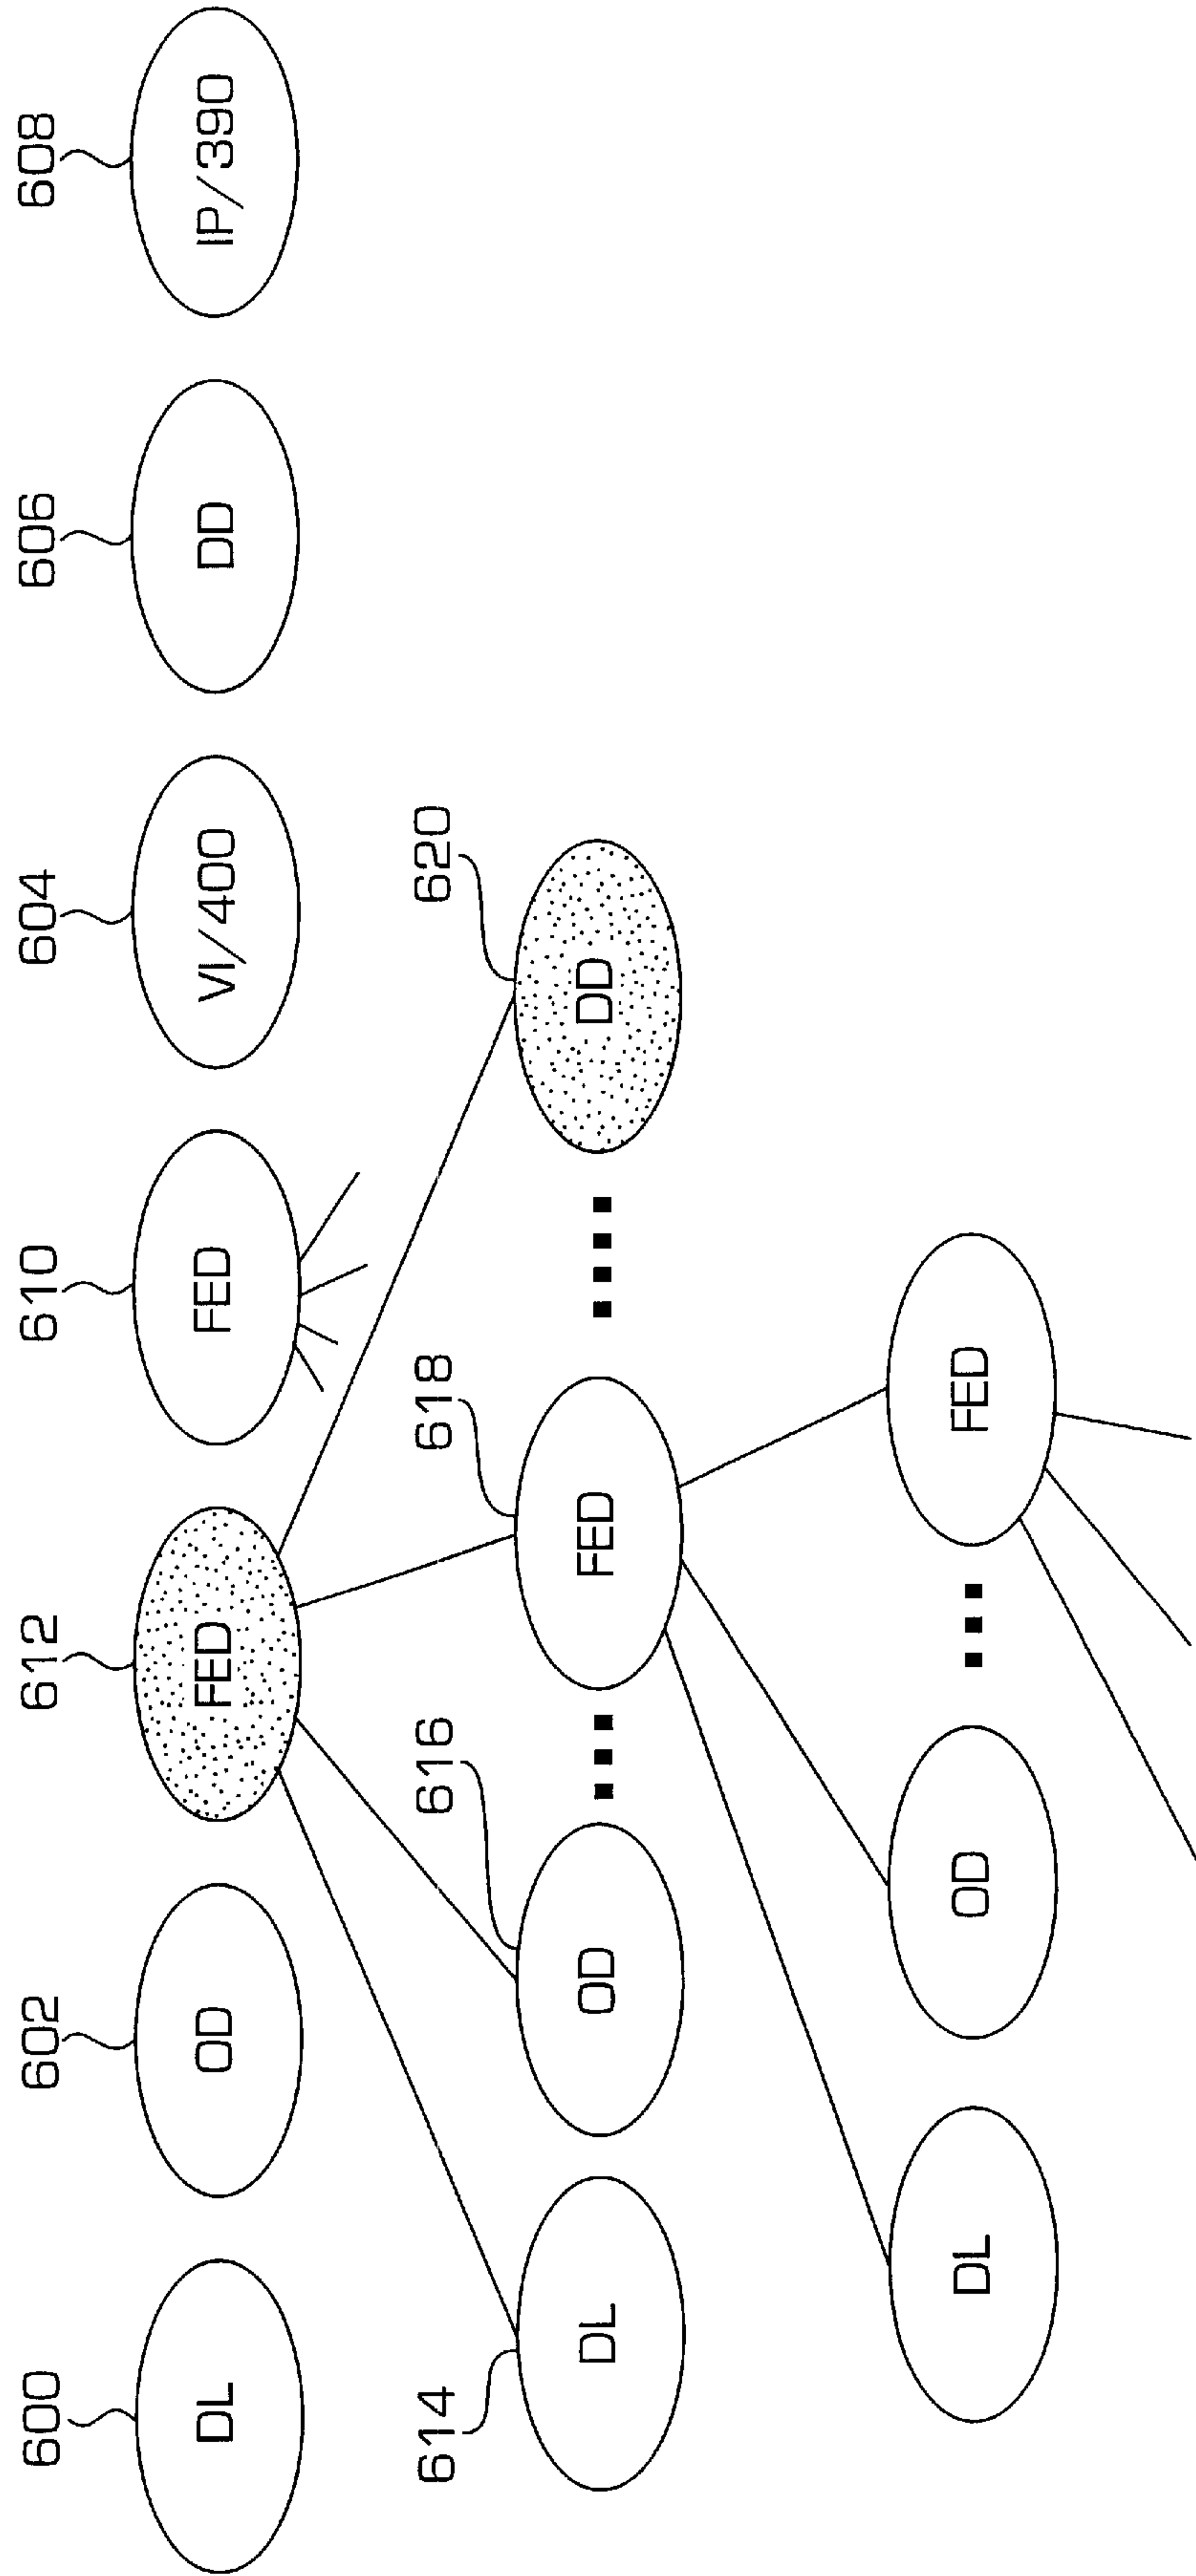 600 602 612 610 604 606 608
DL OD FED FED VI/400 DD IP/390
614 616 618 620
DL OD FED DD
DL OD FED